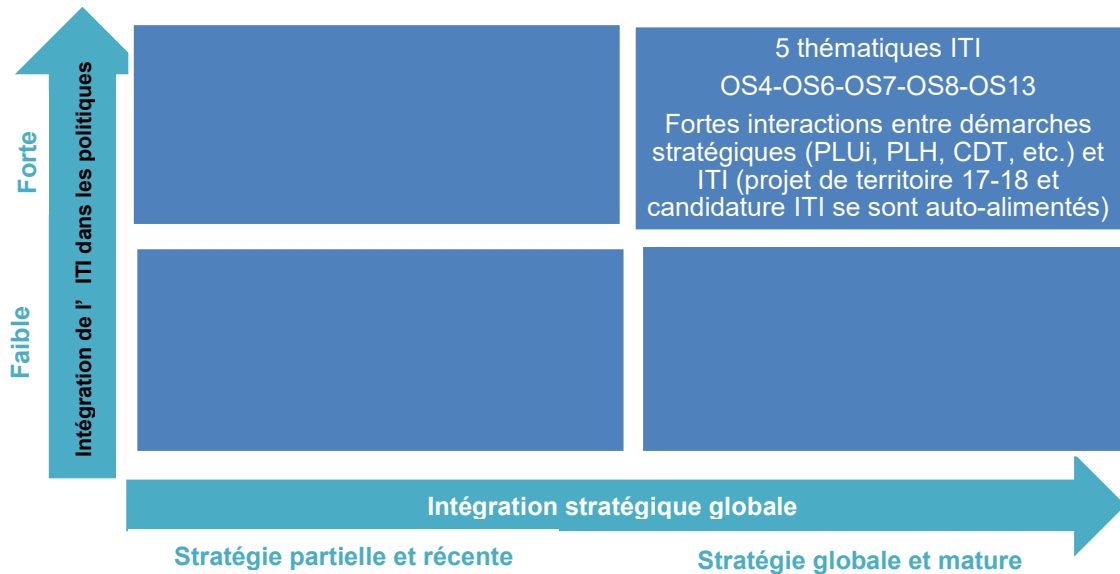 5 thématiques ITI
OS4-OS6-OS7-OS8-OS13
Fortes interactions entre démarches
stratégiques (PLUi, PLH, CDT, etc.) et
ITI (projet de territoire 17-18 et
candidature ITI se sont auto-alimentés)
Forte
Faible
Intégration de l’ ITI dans les politiques
Intégration stratégique globale
Stratégie partielle et récente
Stratégie globale et mature